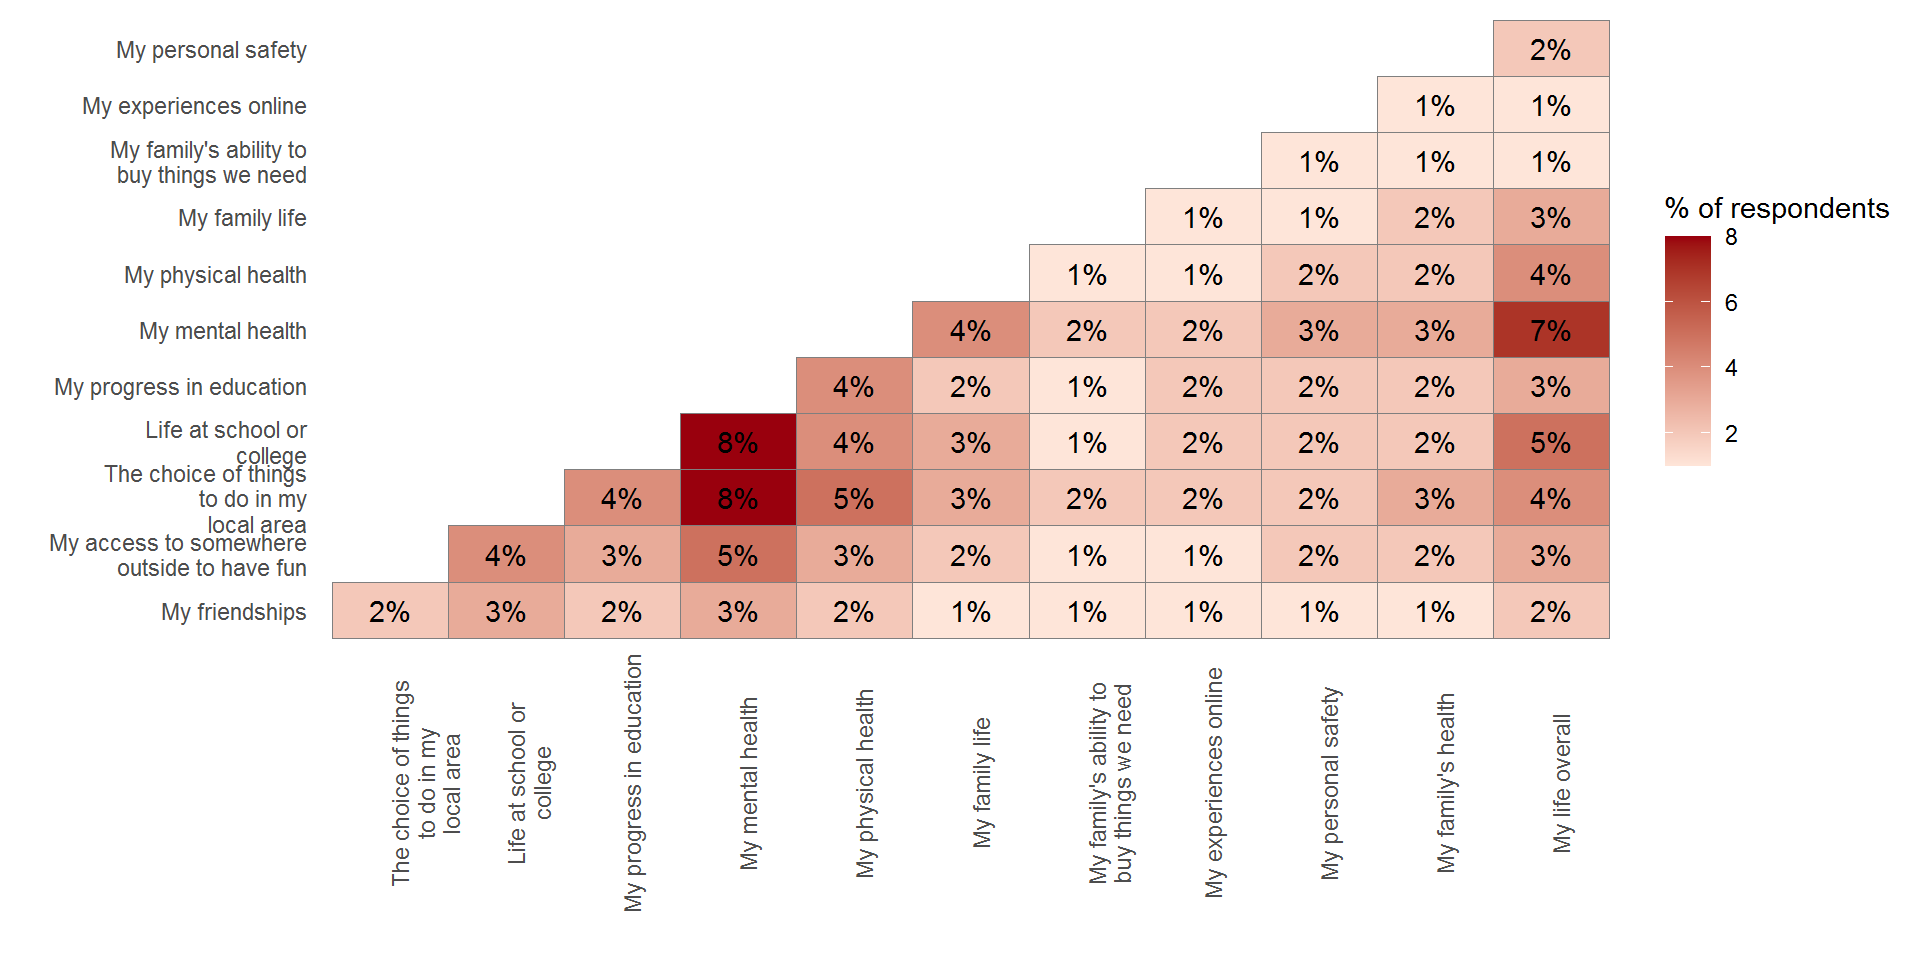 My personal safety
2%
My experiences online
1% 1%
My family's ability to
buy things we need
1% 1% 1%
My family life
1% 1% 2% 3%
My physical health
1% 1% 2% 2% 4%
My mental health
4% 2% 2% 3% 3% 7%
My progress in education
4% 2% 1% 2% 2% 2% 3%
Life at school or
college
8% 4% 3% 1% 2% 2% 2% 5%
The choice of things
to do in my
local area
4% 8% 5% 3% 2% 2% 2% 3% 4%
My access to somewhere
outside to have fun
4% 3% 5% 3% 2% 1% 1% 2% 2% 3%
My friendships
2% 3% 2% 3% 2% 1% 1% 1% 1% 1% 2%
The choice of things
to do in my
local area
Life at school or
college
My progress in education
My mental health
My physical health
My family life
My family's ability to
buy things we need
My experiences online
My personal safety
My family's health
My life overall
% of respondents
8
6
4
2